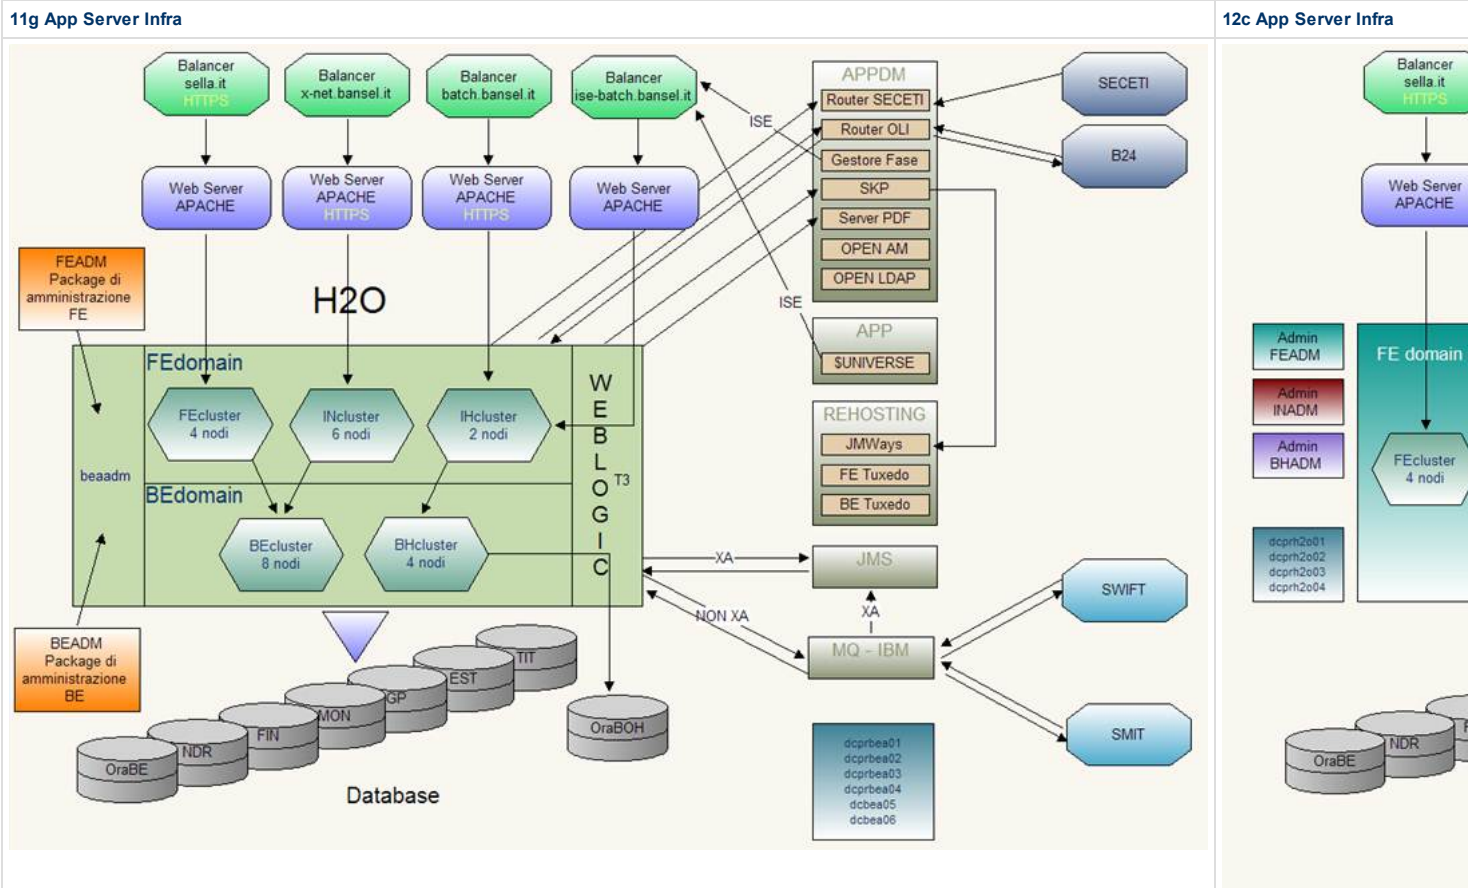 11g App Server Infra
12c App Server Infra
Balancer
sella.it
HTTPS
Balancer
x-net.bansel.it
Balancer
batch.bansel.it
Balancer
ise-batch.bansel.it
Web Server
APACHE
Web Server
APACHE
HTTPS
Web Server
APACHE
HTTPS
Web Server
APACHE
FEADM
Package di
amministrazione
FE
H2O
FEdomain
FEcluster
4 nodi
INcluster
6 nodi
IHcluster
2 nodi
beaadm
BEdomain
BEcluster
8 nodi
BHcluster
4 nodi
W
E
B
L
O
G
I
C
T3
BEADM
Package di
amministrazione
BE
OraBE
NDR
FIN
MON
GP
EST
TIT
OraBOH
Database
ISE
ISE
APPDM
Router SECETI
Router OLI
Gestore Fase
SKP
Server PDF
OPEN AM
OPEN LDAP
APP
$UNIVERSE
REHOSTING
JMWays
FE Tuxedo
BE Tuxedo
XA
JMS
XA
NON XA
MQ - IBM
dcprbea01
dcprbea02
dcprbea03
dcprbea04
dcbea05
dcbea06
SECETI
B24
SWIFT
SMIT
Balancer
sella.it
HTTPS
Web Server
APACHE
Admin
FEADM
Admin
INADM
Admin
BHADM
dcprh2o01
dcprh2o02
dcprh2o03
dcprh2o04
FE domain
FEcluster
4 nodi
OraBE
NDR